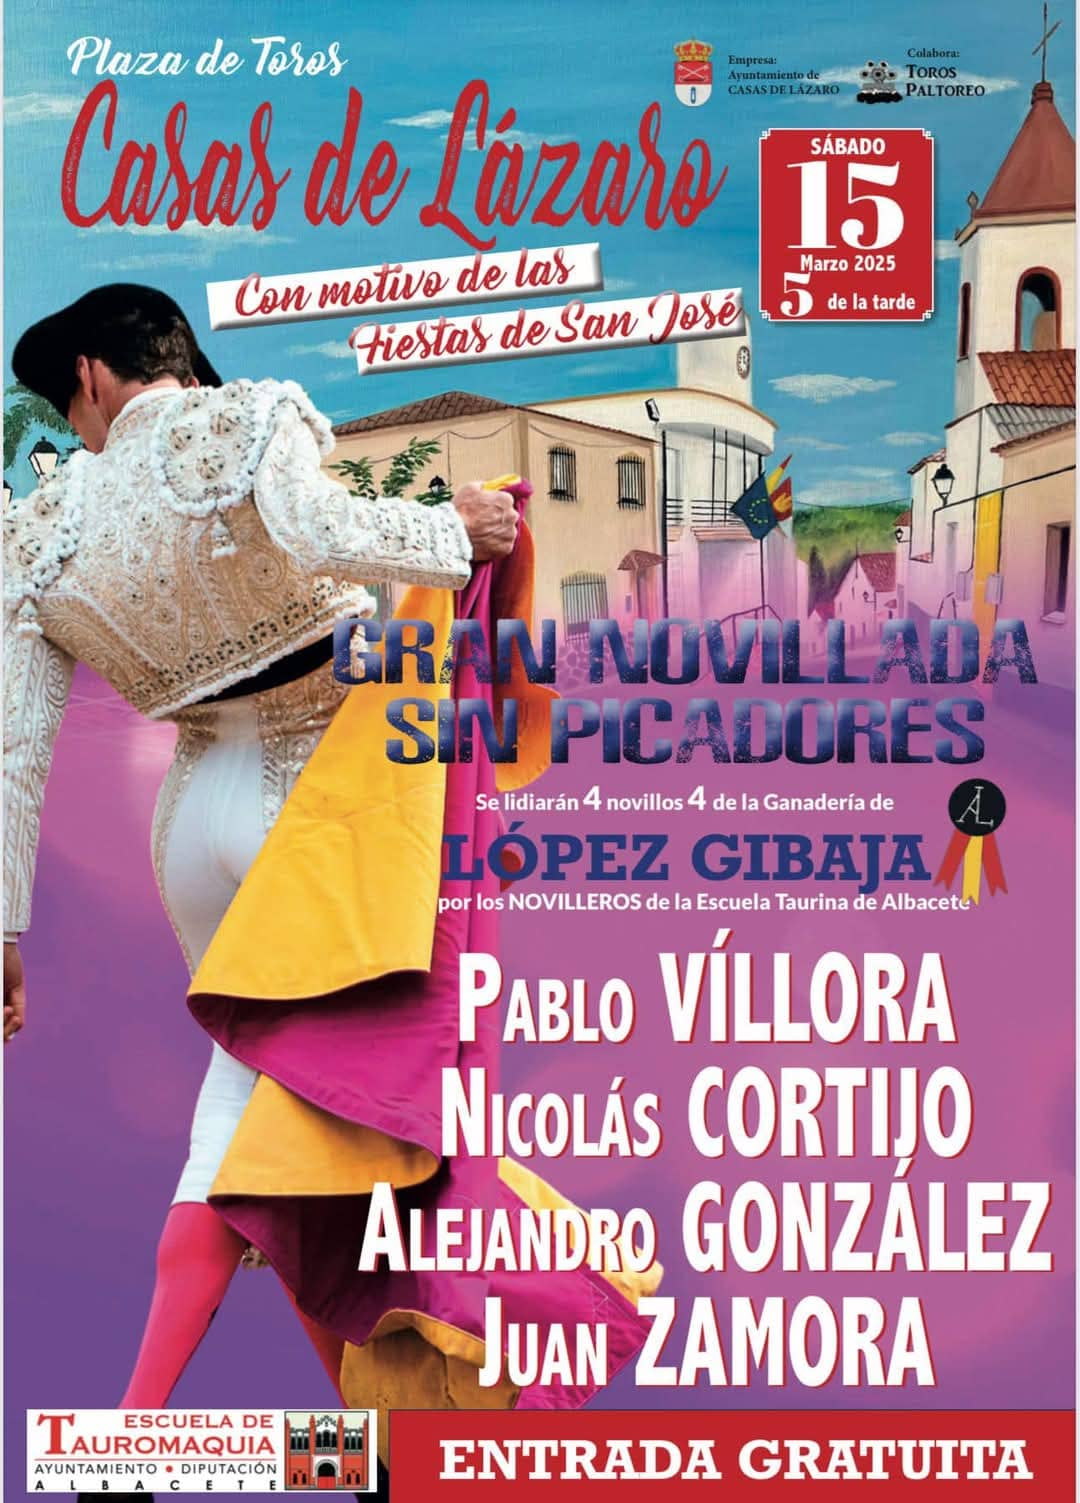 Plaza de Toros
Casas de Lázaro
Empresa:
Ayuntamiento de
CASAS DE LÁZARO
Colabora:
TOROS
PALTOREO
SÁBADO
15
Marzo 2025
5 de la tarde
Con motivo de las
Fiestas de San José
GRAN NOVILLADA
SIN PICADORES
Se lidiarán 4 novillos 4 de la Ganadería de
LÓPEZ GIBAJA
AL
por los NOVILLEROS de la Escuela Taurina de Albacete
PABLO VÍLLORA
NICOLÁS CORTIJO
ALEJANDRO GONZÁLEZ
JUAN ZAMORA
ESCUELA DE
TAUROMAQUIA
AYUNTAMIENTO • DIPUTACIÓN
ALBACETE
ENTRADA GRATUITA